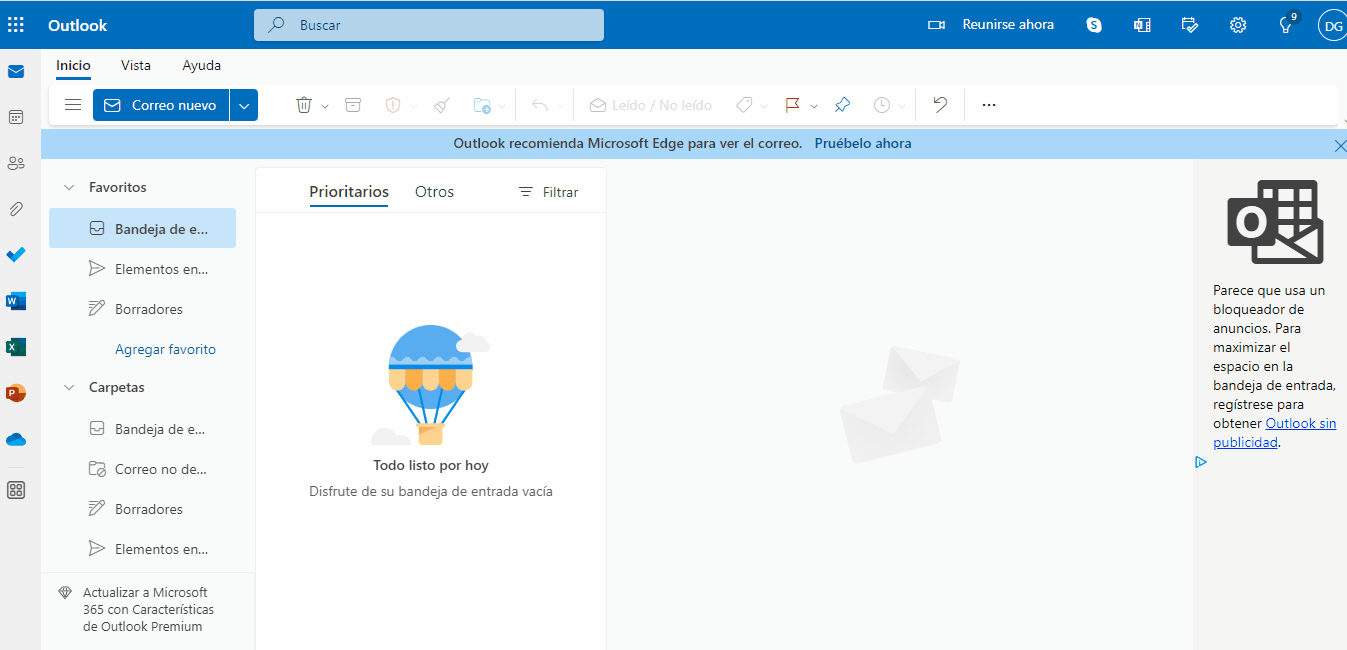 Outlook
Buscar
Reunirse ahora
9
DG
Inicio
Vista
Ayuda
Correo nuevo
Leído / No leído
Outlook recomienda Microsoft Edge para ver el correo. Pruébelo ahora
Favoritos
Bandeja de e...
Elementos en...
Borradores
Agregar favorito
Carpetas
Bandeja de e...
Correo no de...
Borradores
Elementos en...
Actualizar a Microsoft
365 con Características
de Outlook Premium
Prioritarios
Otros
Filtrar
Todo listo por hoy
Disfrute de su bandeja de entrada vacía
Parece que usa un
bloqueador de
anuncios. Para
maximizar el
espacio en la
bandeja de entrada,
regístrese para
obtener Outlook sin
publicidad.